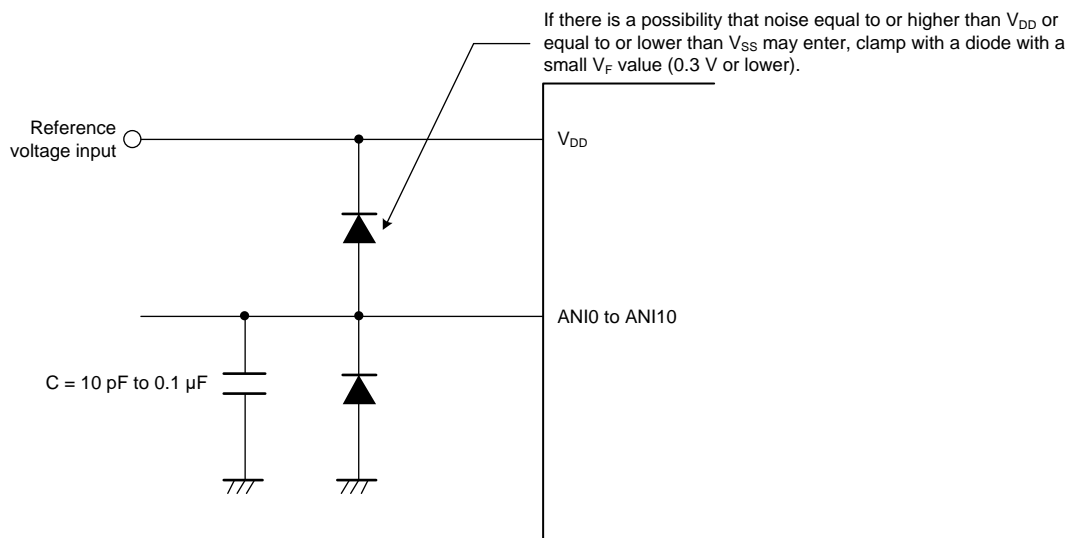 If there is a possibility that noise equal to or higher than VDD or
equal to or lower than VSS may enter, clamp with a diode with a
small VF value (0.3 V or lower).
Reference
voltage input
VDD
ANI0 to ANI10
C = 10 pF to 0.1 µF